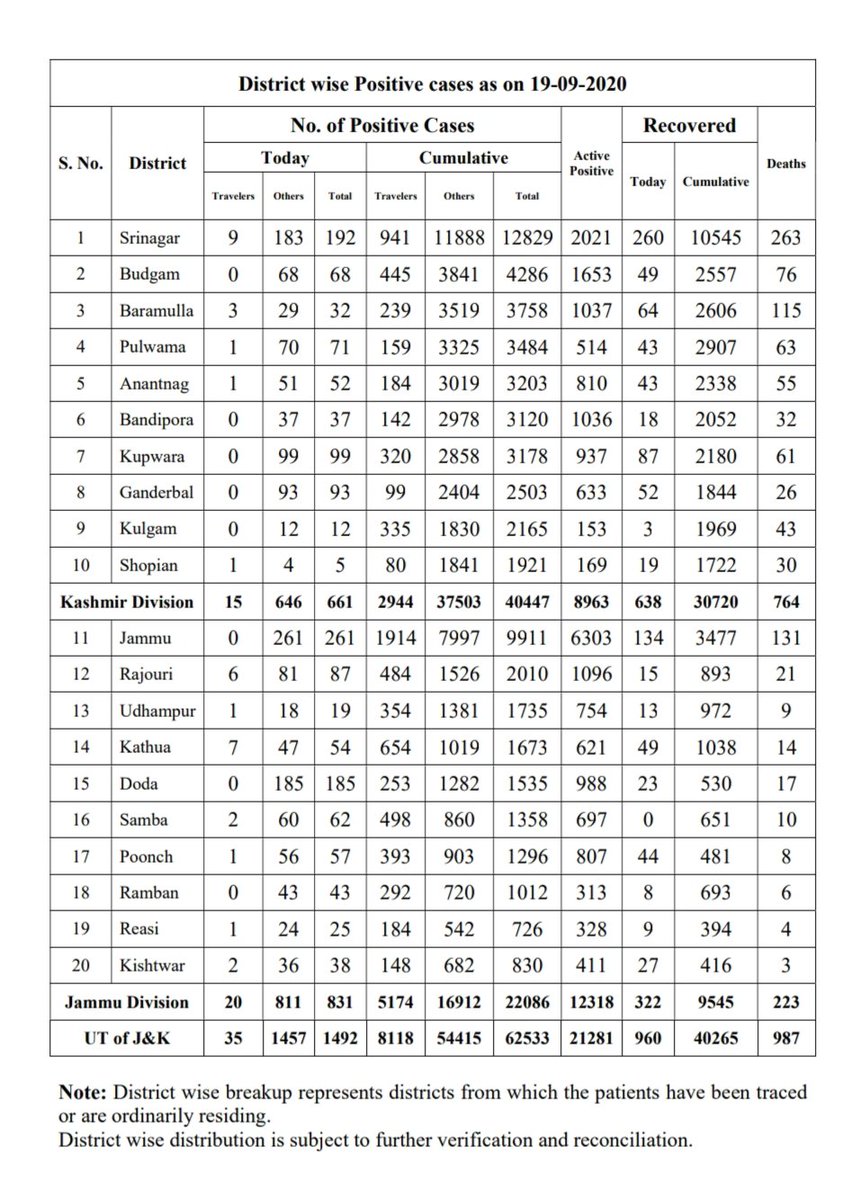 District wise Positive cases as on 19-09-2020
S. No. District No. of Positive Cases Active Positive Recovered Deaths
Today Cumulative Today Cumulative
Travelers Others Total Travelers Others Total
1 Srinagar 9 183 192 941 11888 12829 2021 260 10545 263
2 Budgam 0 68 68 445 3841 4286 1653 49 2557 76
3 Baramulla 3 29 32 239 3519 3758 1037 64 2606 115
4 Pulwama 1 70 71 159 3325 3484 514 43 2907 63
5 Anantnag 1 51 52 184 3019 3203 810 43 2338 55
6 Bandipora 0 37 37 142 2978 3120 1036 18 2052 32
7 Kupwara 0 99 99 320 2858 3178 937 87 2180 61
8 Ganderbal 0 93 93 99 2404 2503 633 52 1844 26
9 Kulgam 0 12 12 335 1830 2165 153 3 1969 43
10 Shopian 1 4 5 80 1841 1921 169 19 1722 30
Kashmir Division 15 646 661 2944 37503 40447 8963 638 30720 764
11 Jammu 0 261 261 1914 7997 9911 6303 134 3477 131
12 Rajouri 6 81 87 484 1526 2010 1096 15 893 21
13 Udhampur 1 18 19 354 1381 1735 754 13 972 9
14 Kathua 7 47 54 654 1019 1673 621 49 1038 14
15 Doda 0 185 185 253 1282 1535 988 23 530 17
16 Samba 2 60 62 498 860 1358 697 0 651 10
17 Poonch 1 56 57 393 903 1296 807 44 481 8
18 Ramban 0 43 43 292 720 1012 313 8 693 6
19 Reasi 1 24 25 184 542 726 328 9 394 4
20 Kishtwar 2 36 38 148 682 830 411 27 416 3
Jammu Division 20 811 831 5174 16912 22086 12318 322 9545 223
UT of J&K 35 1457 1492 8118 54415 62533 21281 960 40265 987
Note: District wise breakup represents districts from which the patients have been traced
or are ordinarily residing.
District wise distribution is subject to further verification and reconciliation.